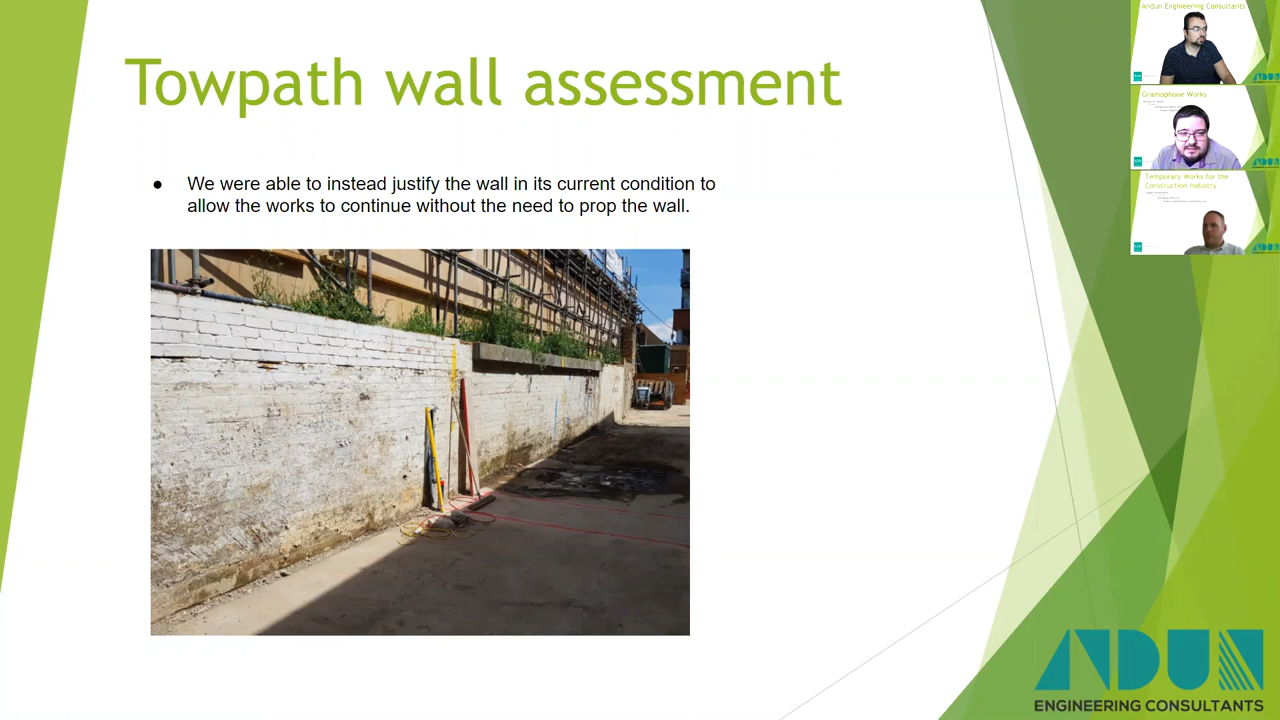 Towpath wall assessment
● We were able to instead justify the wall in its current condition to
allow the works to continue without the need to prop the wall.
Andun Engineering Consultants
Gramophone Works
Temporary Works for the
Construction Industry
ANDUN
ENGINEERING CONSULTANTS